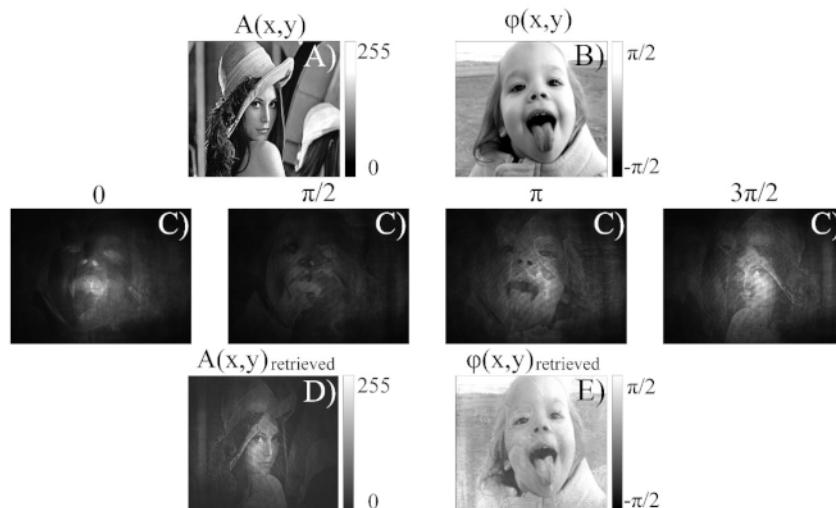 A(x,y) φ(x,y)
A) 255 0 B) π/2 -π/2
0 π/2 π 3π/2
C) C) C) C)
A(x,y)retrieved φ(x,y)retrieved
D) 255 0 E) π/2 -π/2